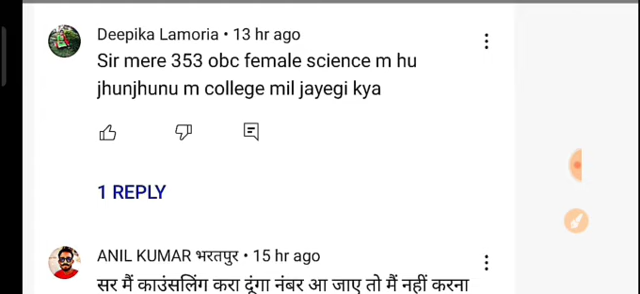 Deepika Lamoria • 13 hr ago
Sir mere 353 obc female science m hu
jhunjhunu m college mil jayegi kya
1 REPLY
ANIL KUMAR भरतपुर • 15 hr ago
सर मैं काउंसलिंग करा दूंगा नंबर आ जाए तो मैं नहीं करना